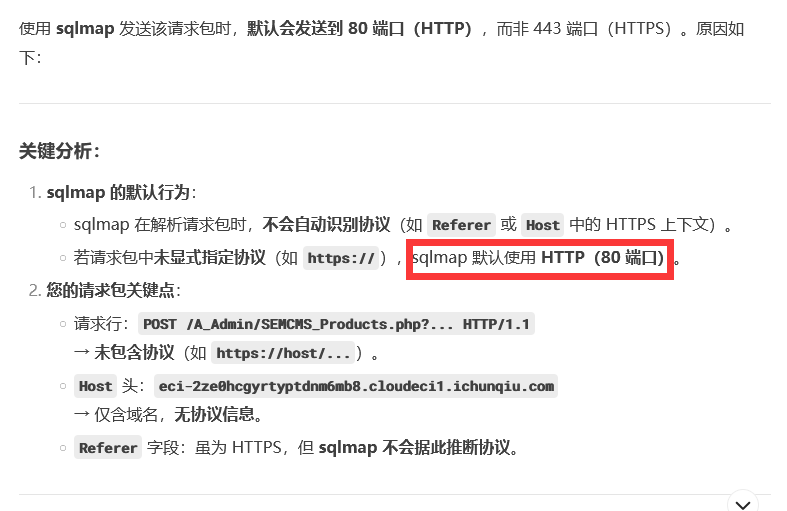 使用 sqlmap 发送该请求包时，默认会发送到 80 端口（HTTP），而非 443 端口（HTTPS）。原因如
下：
关键分析：
1. sqlmap 的默认行为：
○ sqlmap 在解析请求包时，不会自动识别协议（如 Referer 或 Host 中的 HTTPS 上下文）。
○ 若请求包中未显式指定协议（如 https://），sqlmap 默认使用 HTTP（80 端口）。
2. 您的请求包关键点：
○ 请求行：POST /A_Admin/SEMCMS_Products.php?... HTTP/1.1
→ 未包含协议（如 https://host/...）。
○ Host 头：eci-2ze0hcgyrtyptdnm6mb8.cloudeci1.ichunqiu.com
→ 仅含域名，无协议信息。
○ Referer 字段：虽为 HTTPS，但 sqlmap 不会据此推断协议。